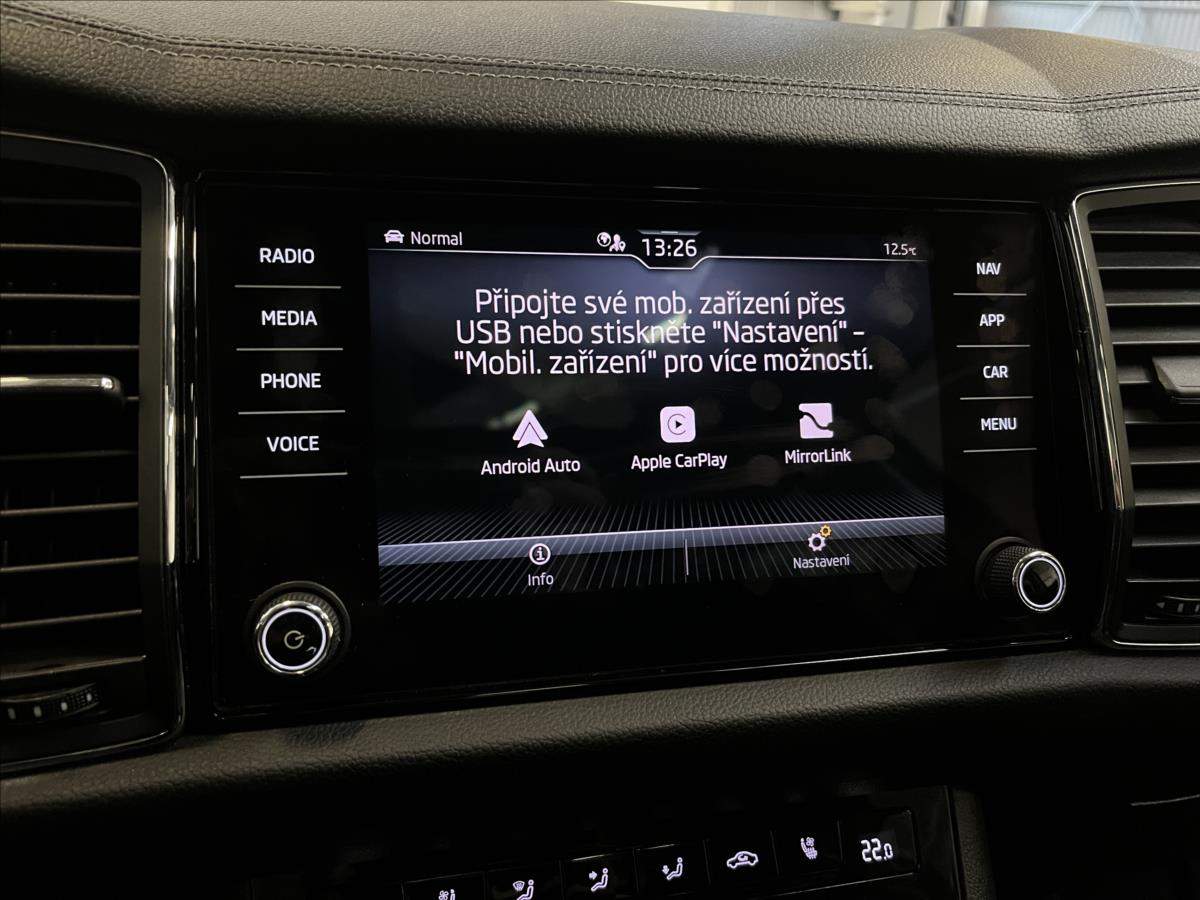 RADIO
MEDIA
PHONE
VOICE
Normal
13:26
12.5°C
Připojte své mob. zařízení přes
USB nebo stiskněte "Nastavení" –
"Mobil. zařízení" pro více možností.
Android Auto
Apple CarPlay
MirrorLink
Info
Nastavení
NAV
APP
CAR
MENU
22.0